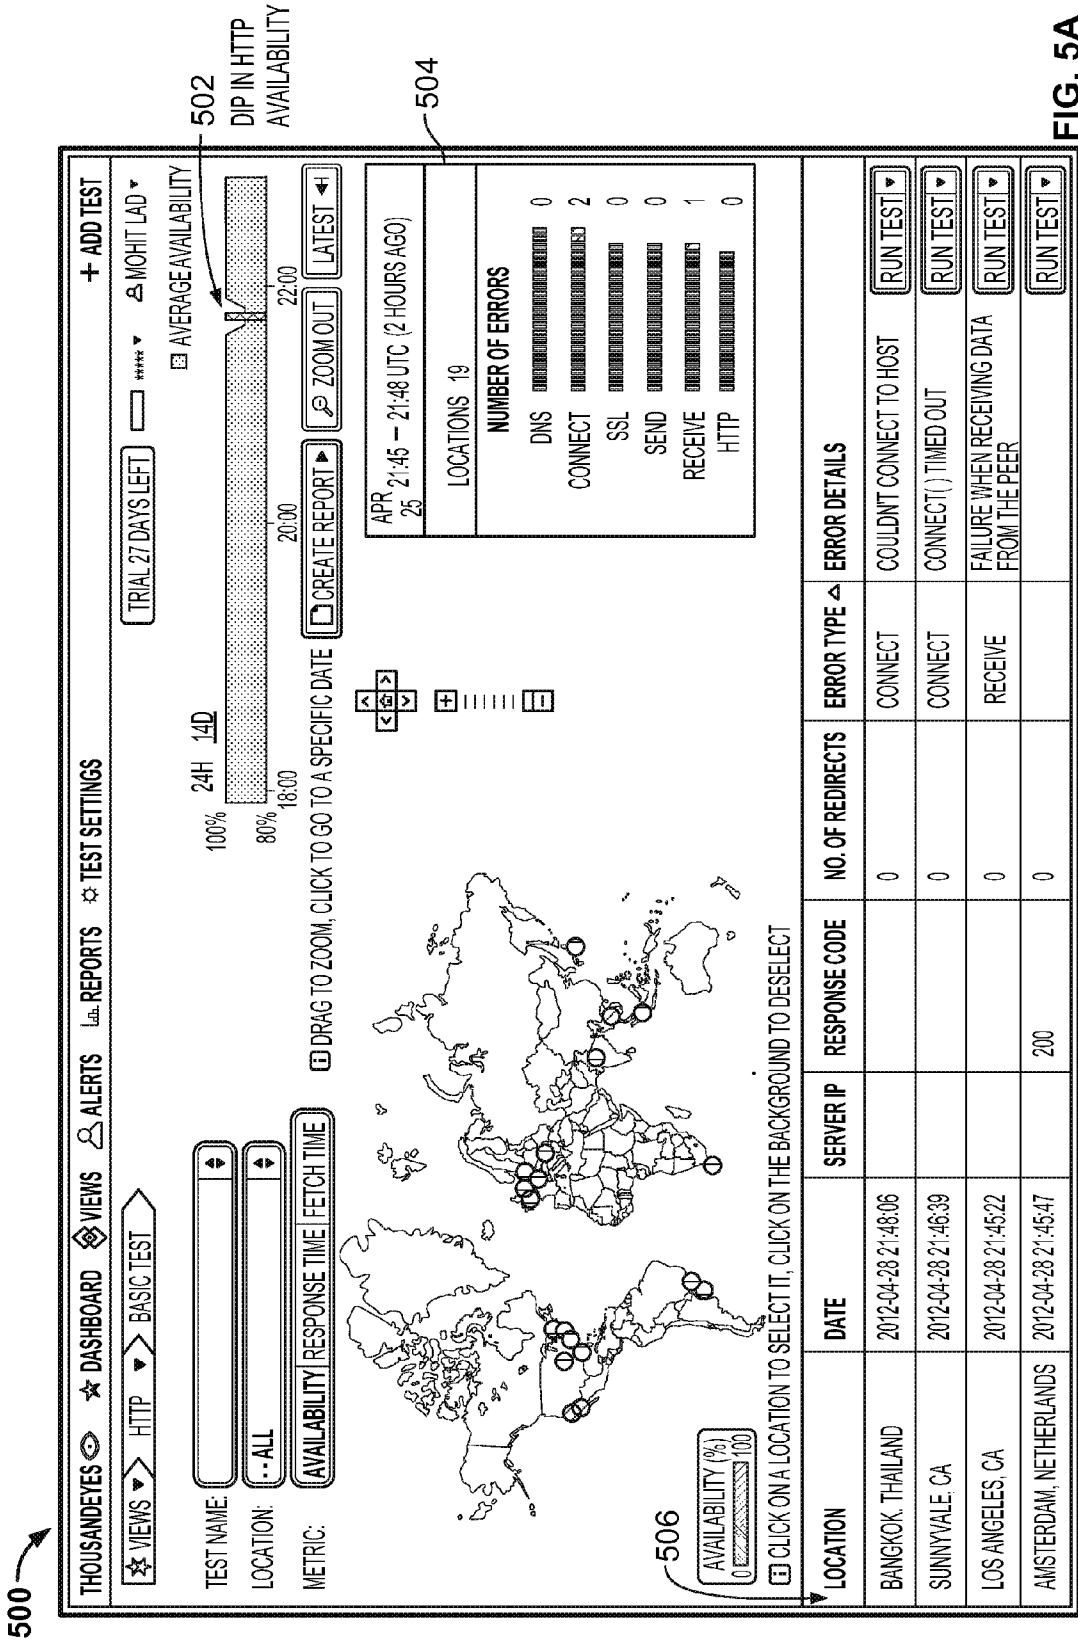 500
THOUSANDEYES DASHBOARD VIEWS ALERTS REPORTS TEST SETTINGS + ADD TEST
VIEWS HTTP BASIC TEST TRIAL 27 DAYS LEFT ***** MOHIT LAD
TEST NAME:
LOCATION: -- ALL
METRIC: AVAILABILITY RESPONSE TIME FETCH TIME
24H 14D
AVERAGE AVAILABILITY
100%
80%
18:00 20:00 22:00
502
DIP IN HTTP
AVAILABILITY
DRAG TO ZOOM, CLICK TO GO TO A SPECIFIC DATE CREATE REPORT ZOOM OUT LATEST
504
APR
25 21:45 – 21:48 UTC (2 HOURS AGO)
LOCATIONS 19
NUMBER OF ERRORS
DNS 0
CONNECT 2
SSL 0
SEND 0
RECEIVE 1
HTTP 0
AVAILABILITY (%)
0 100
506
CLICK ON A LOCATION TO SELECT IT, CLICK ON THE BACKGROUND TO DESELECT
LOCATION DATE SERVER IP RESPONSE CODE NO. OF REDIRECTS ERROR TYPE ERROR DETAILS
BANGKOK. THAILAND 2012-04-28 21:48:06 0 CONNECT COULDN'T CONNECT TO HOST RUN TEST
SUNNYVALE, CA 2012-04-28 21:46:39 0 CONNECT CONNECT( ) TIMED OUT RUN TEST
LOS ANGELES, CA 2012-04-28 21:45:22 0 RECEIVE FAILURE WHEN RECEIVING DATA RUN TEST
FROM THE PEER
AMSTERDAM, NETHERLANDS 2012-04-28 21:45:47 200 0 RUN TEST
FIG. 5A